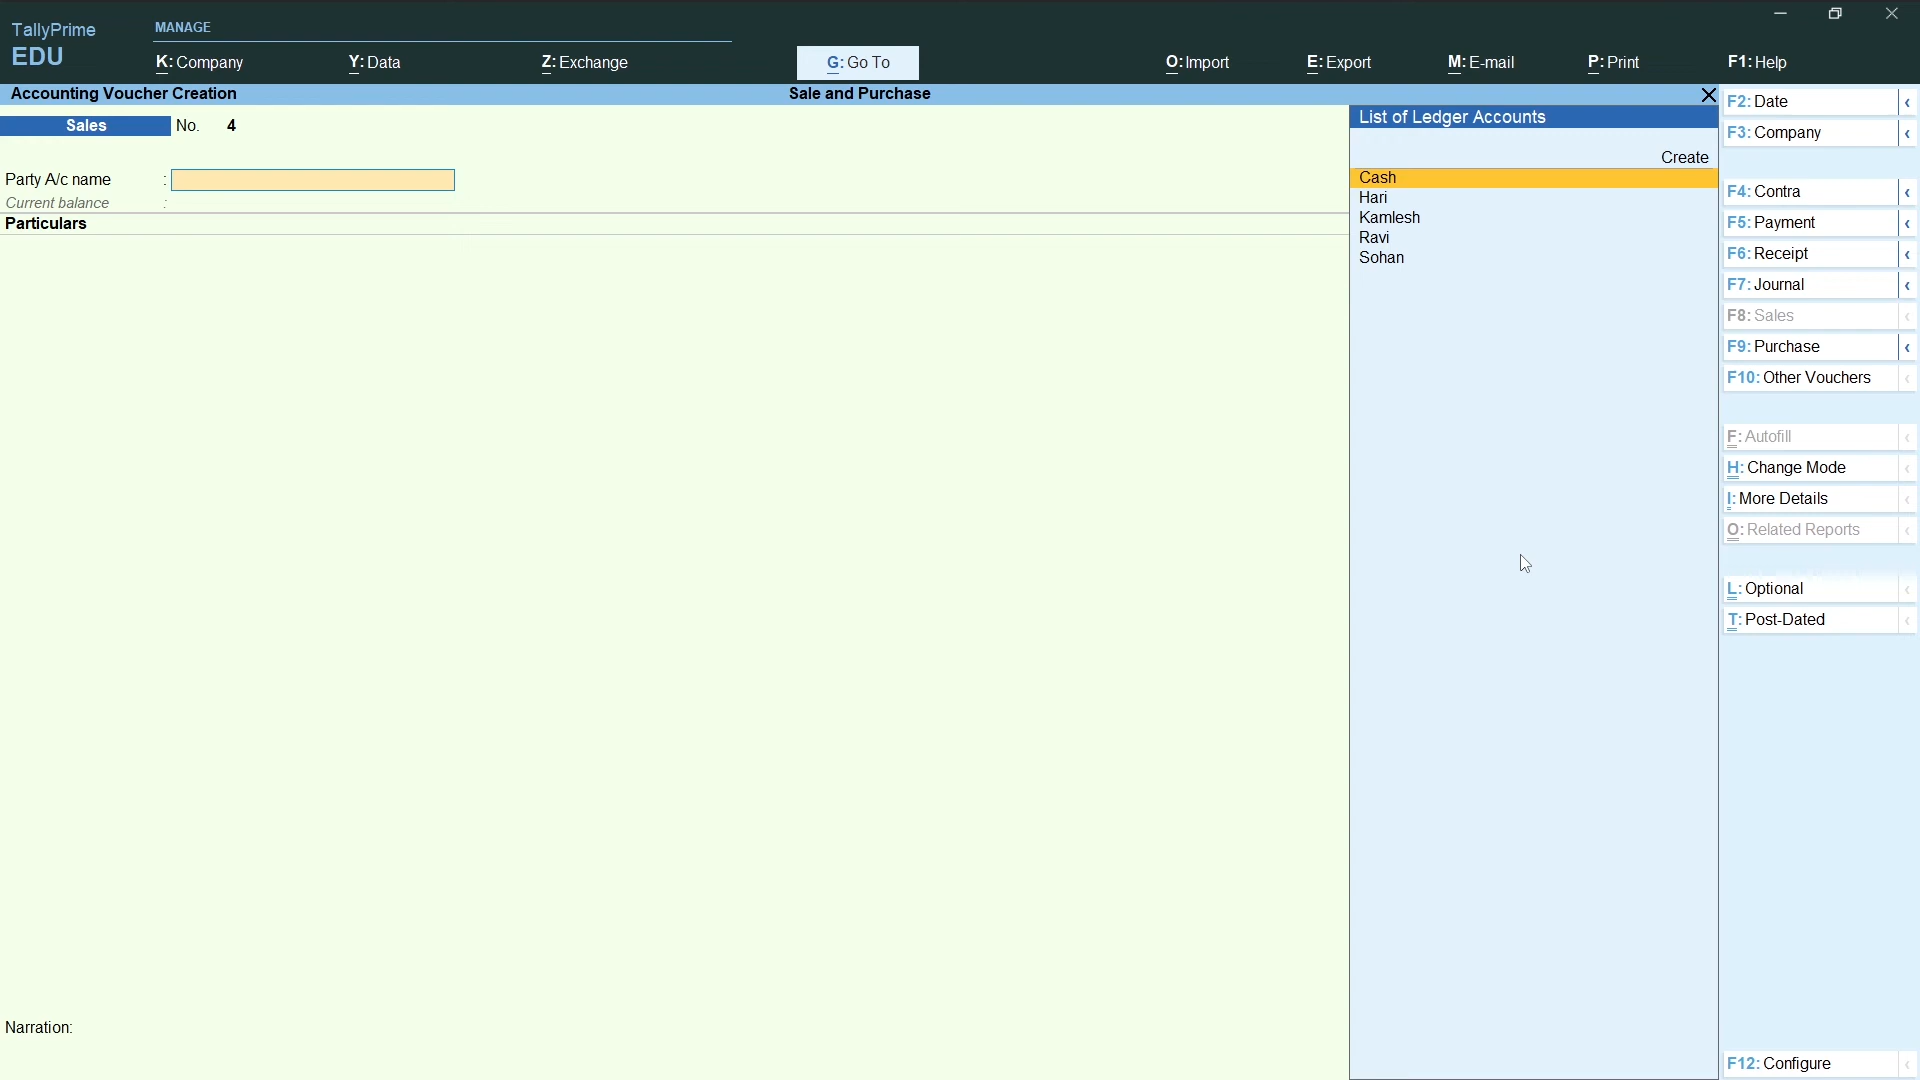 TallyPrime
EDU
MANAGE
K: Company
Y: Data
Z: Exchange
G: Go To
O: Import
E: Export
M: E-mail
P: Print
F1: Help
Accounting Voucher Creation
Sale and Purchase
Sales No. 4
Party A/c name :
Current balance :
Particulars
Narration:
List of Ledger Accounts
Create
Cash
Hari
Kamlesh
Ravi
Sohan
F2: Date
F3: Company
F4: Contra
F5: Payment
F6: Receipt
F7: Journal
F8: Sales
F9: Purchase
F10: Other Vouchers
F: Autofill
H: Change Mode
I: More Details
O: Related Reports
L: Optional
T: Post-Dated
F12: Configure